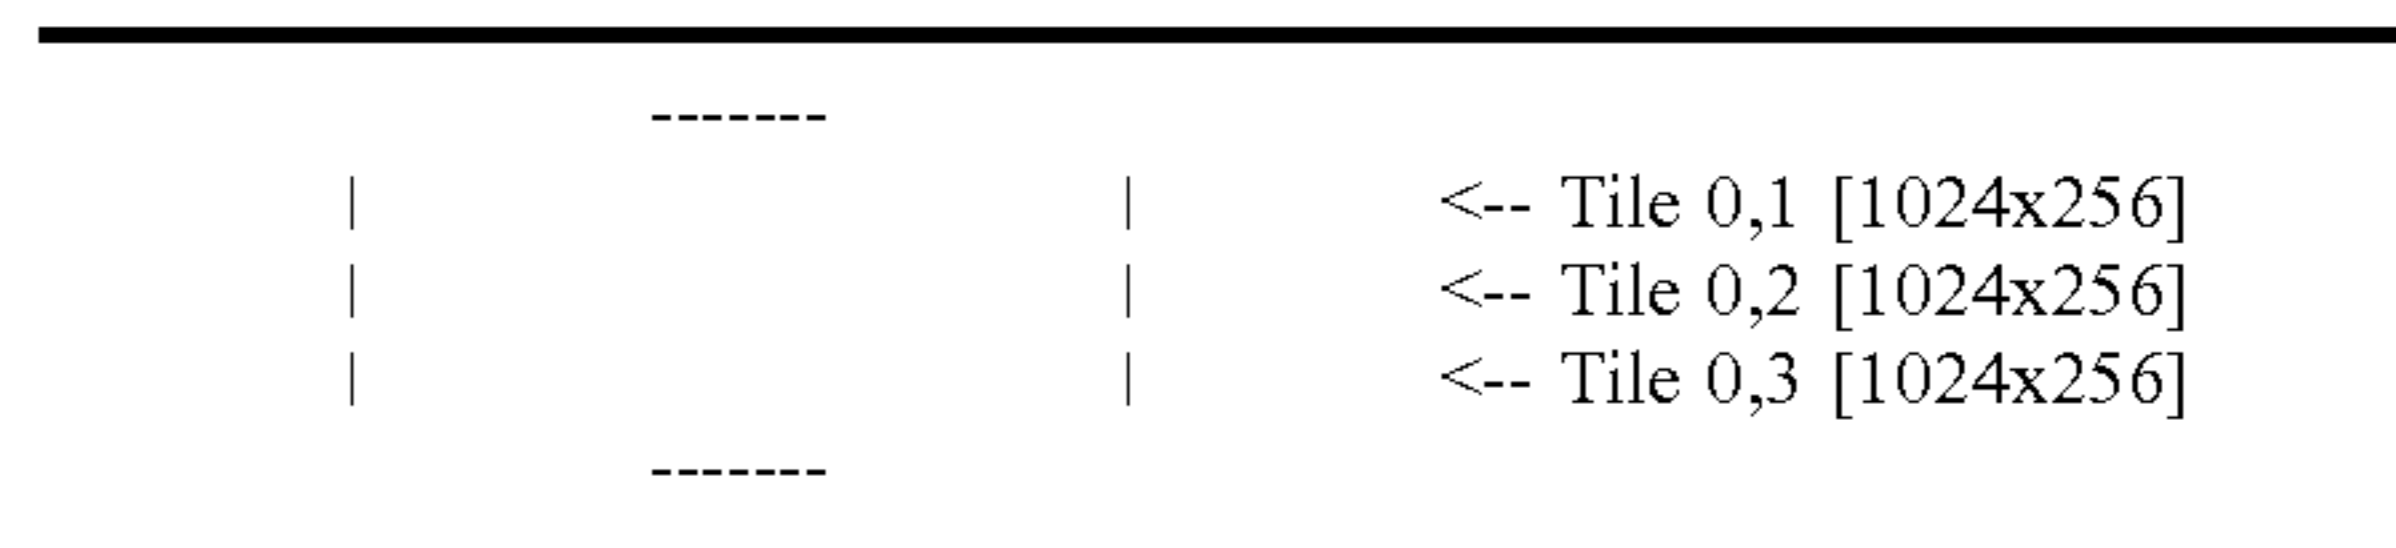 -------
| | <-- Tile 0,1 [1024x256]
| | <-- Tile 0,2 [1024x256]
| | <-- Tile 0,3 [1024x256]
-------